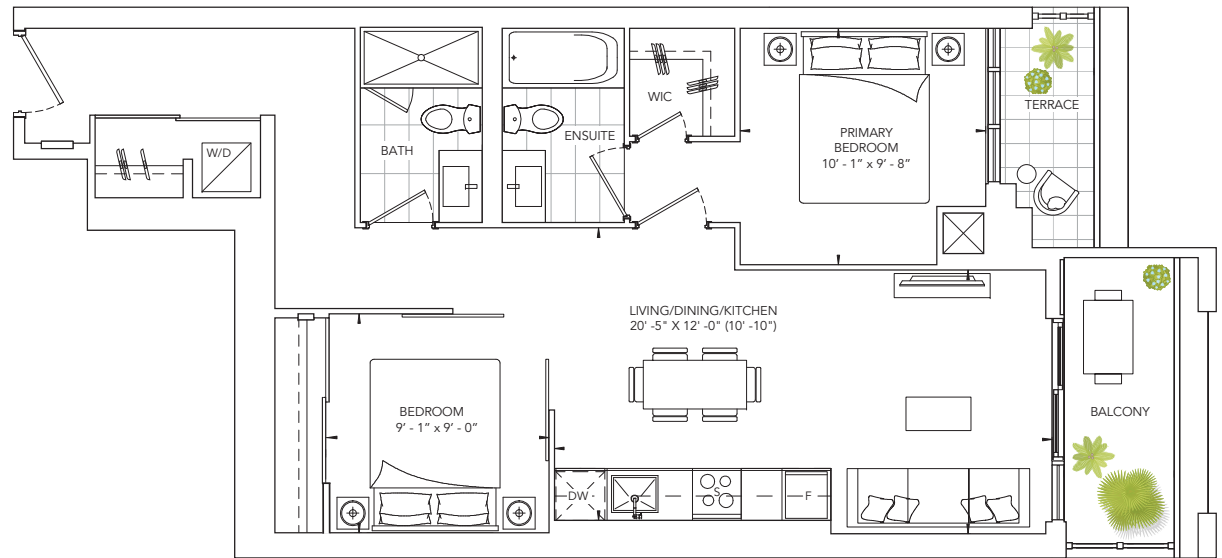 W/D
BATH
ENSUITE
WIC
PRIMARY
BEDROOM
10' - 1" x 9' - 8"
TERRACE
LIVING/DINING/KITCHEN
20' -5" X 12' -0" (10' -10")
BEDROOM
9' - 1" x 9' - 0"
BALCONY
DW
S
F